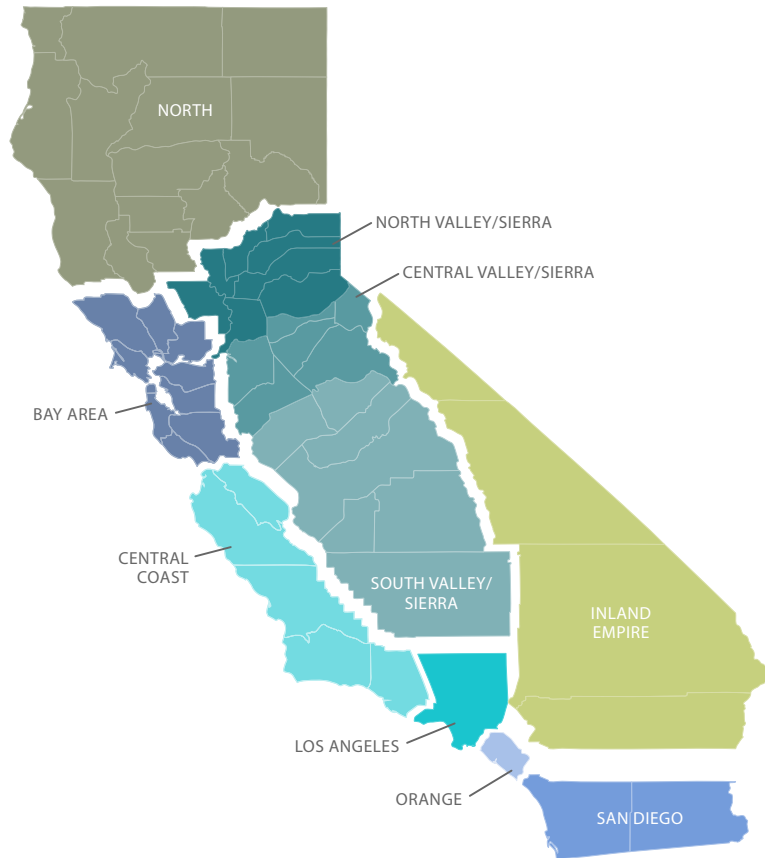 NORTH
NORTH VALLEY/SIERRA
CENTRAL VALLEY/SIERRA
BAY AREA
CENTRAL
COAST
SOUTH VALLEY/
SIERRA
INLAND
EMPIRE
LOS ANGELES
ORANGE
SAN DIEGO